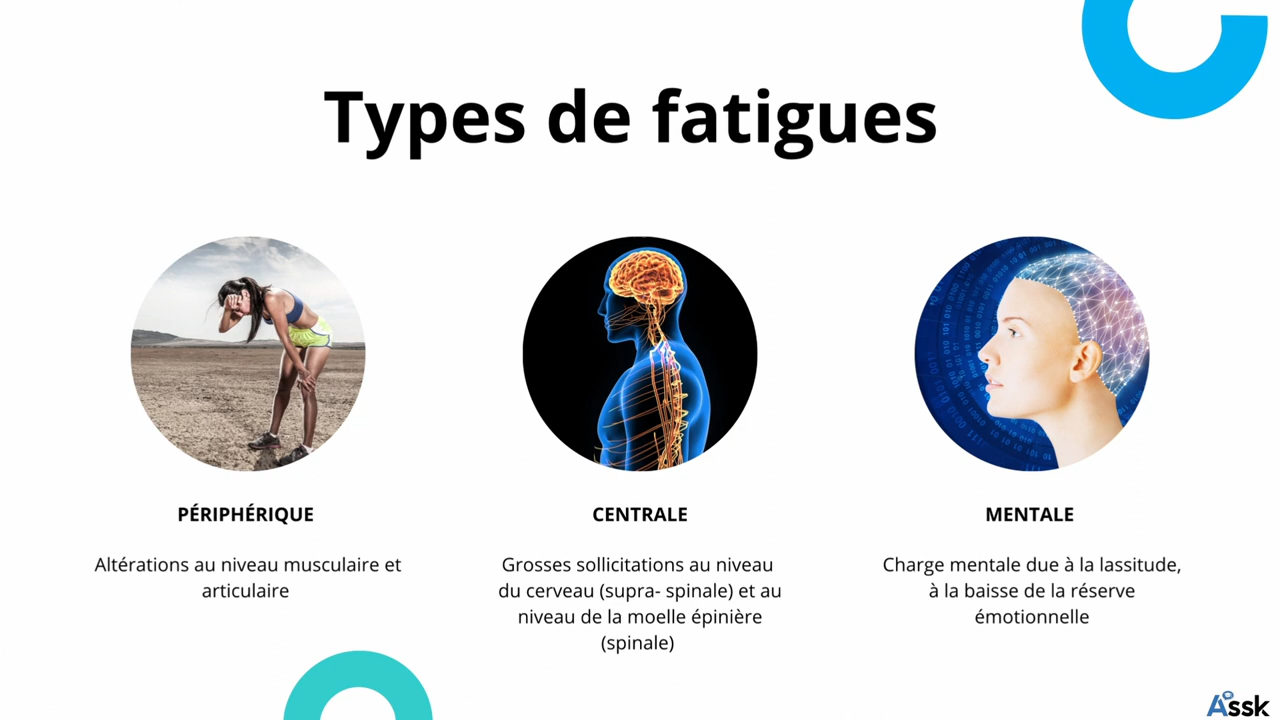 Types de fatigues
PÉRIPHÉRIQUE
Altérations au niveau musculaire et
articulaire
CENTRALE
Grosses sollicitations au niveau
du cerveau (supra- spinale) et au
niveau de la moelle épinière
(spinale)
MENTALE
Charge mentale due à la lassitude,
à la baisse de la réserve
émotionnelle
Assk